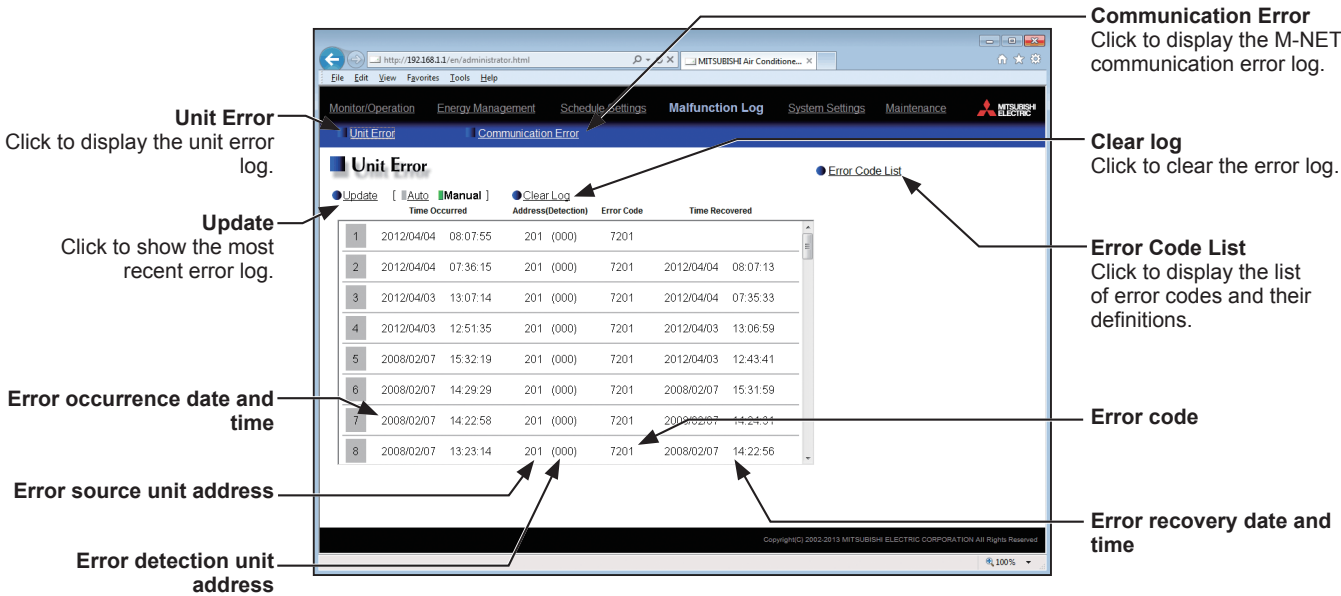 Communication Error
Click to display the M-NET
communication error log.
http://192.168.1.1/en/administrator.html
MITSUBISHI Air Conditione...
File Edit View Favorites Tools Help
Monitor/Operation Energy Management Schedule Settings Malfunction Log System Settings Maintenance MITSUBISHI
ELECTRIC
Unit Error Communication Error
Unit Error
Click to display the unit error
log.
Clear log
Click to clear the error log.
Unit Error
Error Code List
Update [ Auto Manual ] Clear Log
Time Occurred Address(Detection) Error Code Time Recovered
Update
Click to show the most
recent error log.
Error Code List
Click to display the list
of error codes and their
definitions.
1 2012/04/04 08:07:55 201 (000) 7201
2 2012/04/04 07:36:15 201 (000) 7201 2012/04/04 08:07:13
3 2012/04/03 13:07:14 201 (000) 7201 2012/04/04 07:35:33
4 2012/04/03 12:51:35 201 (000) 7201 2012/04/03 13:06:59
5 2008/02/07 15:32:19 201 (000) 7201 2012/04/03 12:43:41
6 2008/02/07 14:29:29 201 (000) 7201 2008/02/07 15:31:59
7 2008/02/07 14:22:58 201 (000) 7201 2008/02/07 14:24:31
8 2008/02/07 13:23:14 201 (000) 7201 2008/02/07 14:22:56
Error occurrence date and
time
Error code
Error source unit address
Error detection unit
address
Error recovery date and
time
Copyright(C) 2002-2013 MITSUBISHI ELECTRIC CORPORATION All Rights Reserved
100%